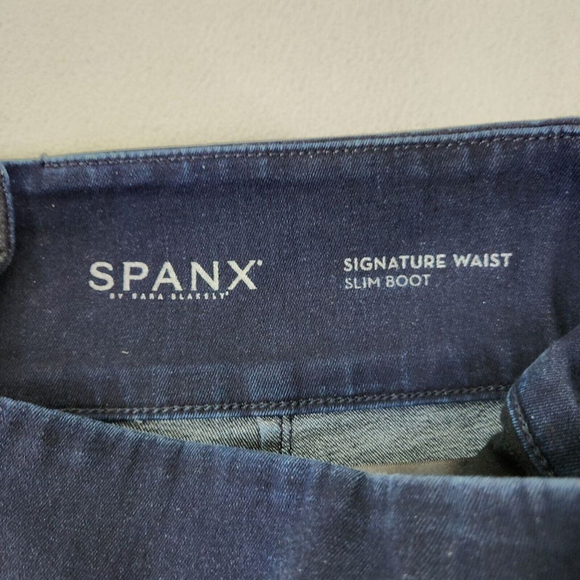 SPANX®
BY SARA BLAKELY®
SIGNATURE WAIST
SLIM BOOT